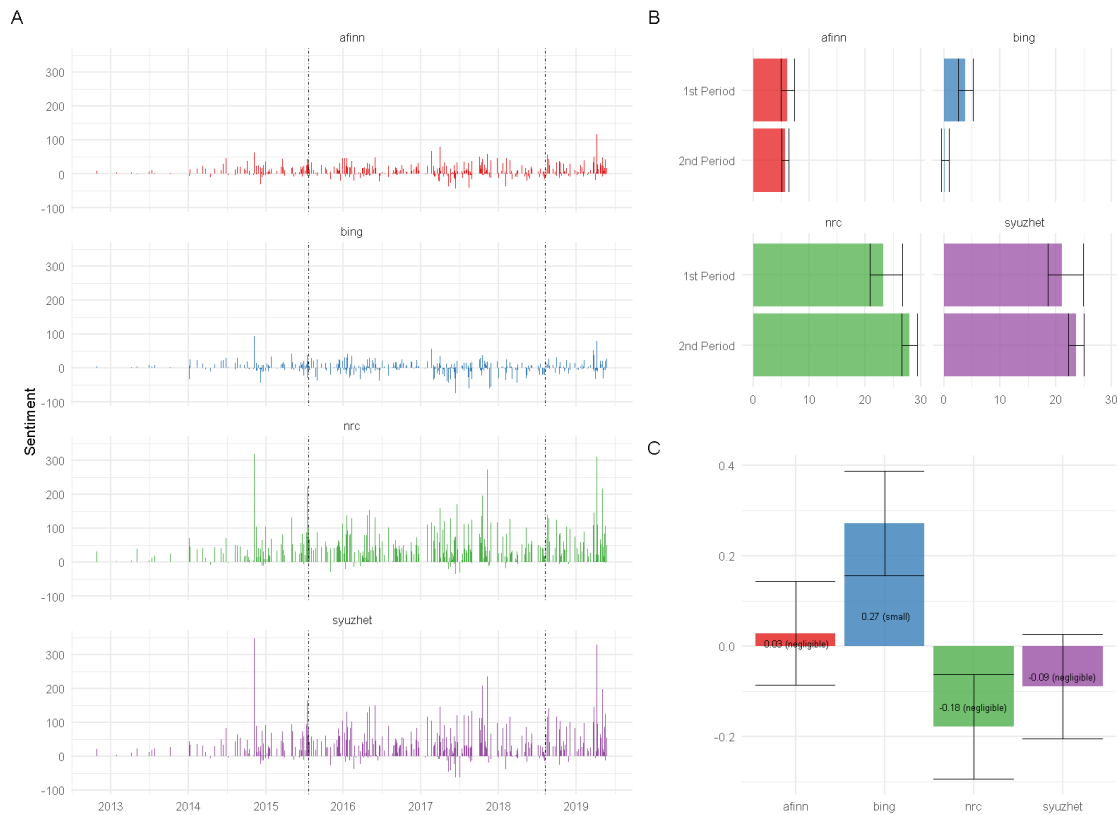 A
afinn
300
200
100
0
-100
bing
300
200
100
0
-100
Sentiment
nrc
300
200
100
0
-100
syuzhet
300
200
100
0
-100
2013 2014 2015 2016 2017 2018 2019
B
afinn bing
1st Period
2nd Period
nrc syuzhet
1st Period
2nd Period
0 10 20 30 0 10 20 30
C
0.4
0.2
0.0
-0.2
0.03 (negligible)
0.27 (small)
-0.18 (negligible)
-0.09 (negligible)
afinn bing nrc syuzhet